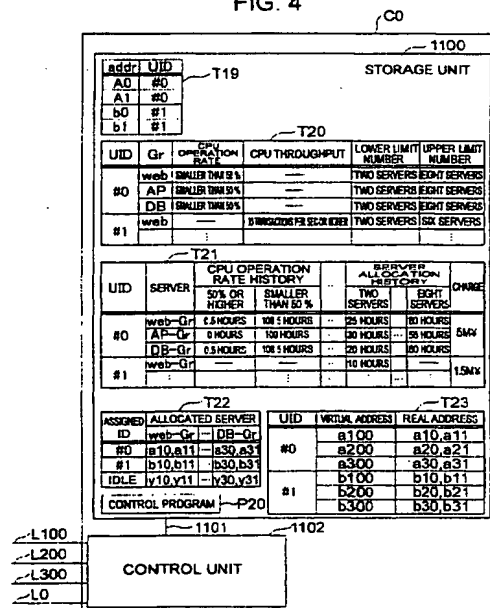 FIG. 4
C0
1100
STORAGE UNIT
addr UID
T19
A0 #0
A1 #0
b0 #1
b1 #1
T20
UID Gr CPU OPERATION RATE CPU THROUGHPUT LOWER LIMIT NUMBER UPPER LIMIT NUMBER
#0 web SMALLER THAN 50 % — TWO SERVERS EIGHT SERVERS
AP SMALLER THAN 50 % — TWO SERVERS EIGHT SERVERS
DB SMALLER THAN 50 % — TWO SERVERS EIGHT SERVERS
#1 web — TRANSACTIONS PER SEC OR HIGHER TWO SERVERS SIX SERVERS
T21
UID SERVER CPU OPERATION RATE HISTORY SERVER ALLOCATION HISTORY CHARGE
50% OR HIGHER SMALLER THAN 50 % TWO SERVERS EIGHT SERVERS
#0 web-Gr 0.5 HOURS HOURS 25 HOURS 80 HOURS 5M¥
AP-Gr 0 HOURS 109 HOURS 30 HOURS HOURS
DB-Gr 0.5 HOURS HOURS 20 HOURS 80 HOURS
#1 web-Gr — — 10 HOURS — 1.5M¥
T22
ASSIGNED ID ALLOCATED SERVER
web-Gr DB-Gr
#0 a10,a11 a30,a31
#1 b10,b11 b30,b31
IDLE y10,y11 y30,y31
CONTROL PROGRAM P20
T23
UID VIRTUAL ADDRESS REAL ADDRESS
#0 a100 a10,a11
a200 a20,a21
a300 a30,a31
#1 b100 b10,b11
b200 b20,b21
b300 b30,b31
1101
1102
L100
L200
L300
L0
CONTROL UNIT